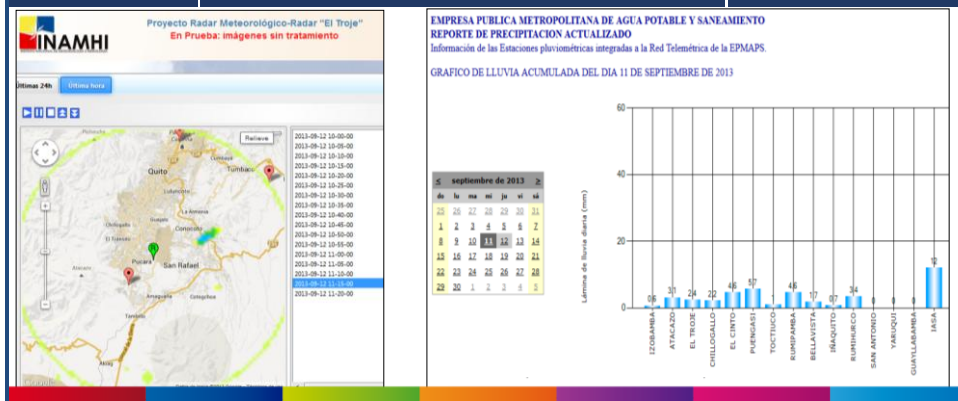 INAMHI
Proyecto Radar Meteorológico-Radar "El Troje"
En Prueba: imágenes sin tratamiento
Últimas 24h
Última hora
Relieve
Quito
Tumbaco
Lumbisi
La Armenia
Guajalo
Conocoto
Chillogallo
El Transito
Pucará
San Rafael
Atacazo
Amaguaña
Cotogchoa
Tambillo
Alóag
2013-09-12 10-00-00
2013-09-12 10-05-00
2013-09-12 10-10-00
2013-09-12 10-15-00
2013-09-12 10-20-00
2013-09-12 10-25-00
2013-09-12 10-30-00
2013-09-12 10-35-00
2013-09-12 10-40-00
2013-09-12 10-45-00
2013-09-12 10-50-00
2013-09-12 10-55-00
2013-09-12 11-00-00
2013-09-12 11-05-00
2013-09-12 11-10-00
2013-09-12 11-15-00
2013-09-12 11-20-00
EMPRESA PUBLICA METROPOLITANA DE AGUA POTABLE Y SANEAMIENTO
REPORTE DE PRECIPITACION ACTUALIZADO
Información de las Estaciones pluviométricas integradas a la Red Telemétrica de la EPMAPS.
GRAFICO DE LLUVIA ACUMULADA DEL DIA 11 DE SEPTIEMBRE DE 2013
< septiembre de 2013 >
do lu ma mi ju vi sá
25 26 27 28 29 30 31
1 2 3 4 5 6 7
8 9 10 11 12 13 14
15 16 17 18 19 20 21
22 23 24 25 26 27 28
29 30 1 2 3 4 5
Lámina de lluvia diaria (mm)
60
40
20
0
0.6
3.1
2.4
2.2
4.6
5.7
1
4.6
1.7
0.7
3.4
0
0
0
12
IZOBAMBA
ATACAZO
EL TROJE
CHILLOGALLO
EL CINTO
PUENGASI
TOCTIUCO
RUMIPAMBA
BELLAVISTA
IÑAQUITO
RUMIHURCO
SAN ANTONIO
YARUQUI
GUAYLLABAMBA
IASA